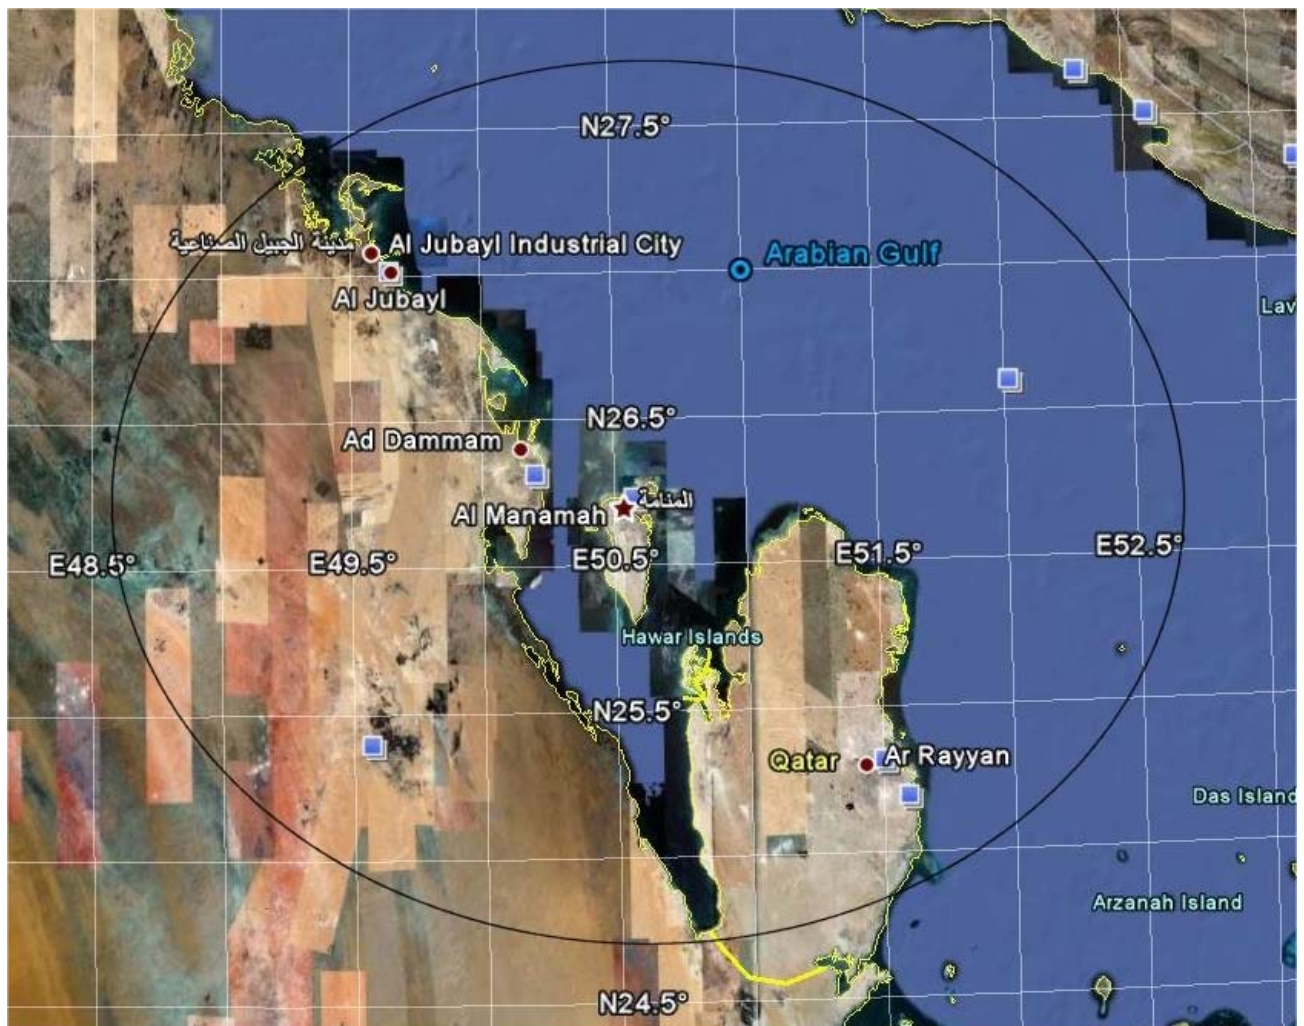 N27.5°
مدينة الجبيل الصناعية
Al Jubayl Industrial City
Arabian Gulf
Al Jubayl
Lav
N26.5°
Ad Dammam
المنامة
Al Manamah
E48.5°
E49.5°
E50.5°
E51.5°
E52.5°
Hawar Islands
N25.5°
Qatar
Ar Rayyan
Das Island
Arzanah Island
N24.5°